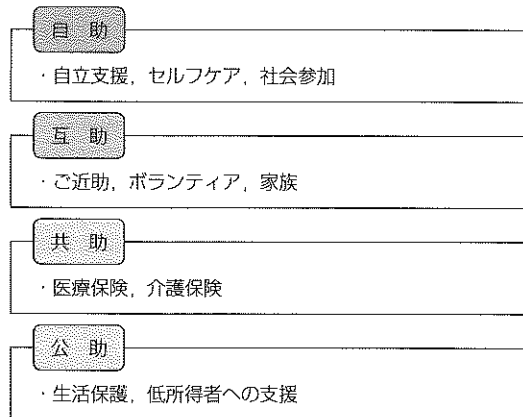 自 助
・自立支援，セルフケア，社会参加
互 助
・ご近助，ボランティア，家族
共 助
・医療保険，介護保険
公 助
・生活保護，低所得者への支援